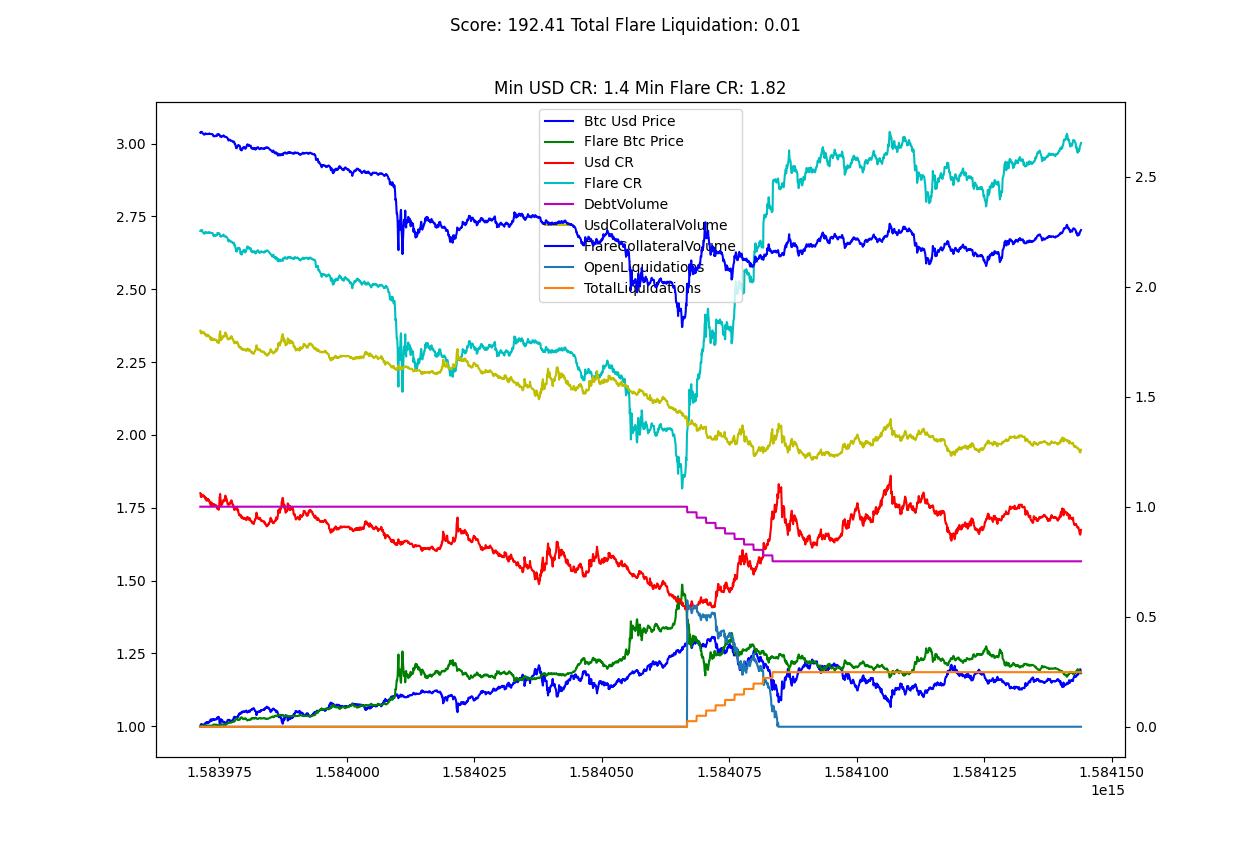 Score: 192.41 Total Flare Liquidation: 0.01
Min USD CR: 1.4 Min Flare CR: 1.82
Btc Usd Price
Flare Btc Price
Usd CR
Flare CR
DebtVolume
UsdCollateralVolume
FlareCollateralVolume
OpenLiquidations
TotalLiquidations
3.00
2.75
2.50
2.25
2.00
1.75
1.50
1.25
1.00
2.5
2.0
1.5
1.0
0.5
0.0
1.583975 1.584000 1.584025 1.584050 1.584075 1.584100 1.584125 1.584150
1e15